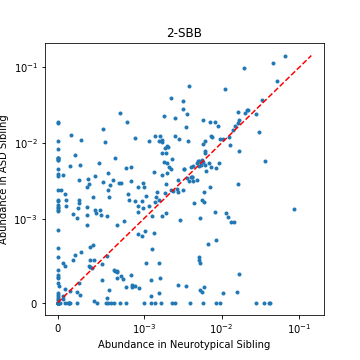 2-SBB
Abundance in ASD Sibling
10⁻¹
10⁻²
10⁻³
0
0
10⁻³
10⁻²
10⁻¹
Abundance in Neurotypical Sibling